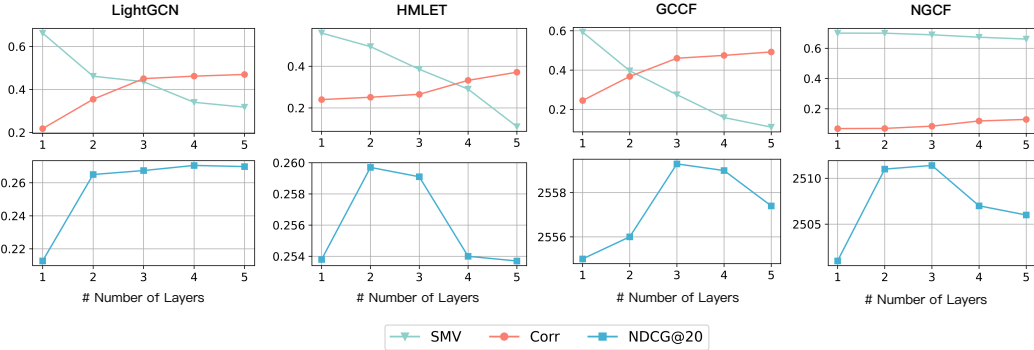 LightGCN HMLET GCCF NGCF
0.6 0.4 0.2
1 2 3 4 5
0.4 0.2
1 2 3 4 5
0.6 0.4 0.2
1 2 3 4 5
0.6 0.4 0.2
1 2 3 4 5
0.26 0.24 0.22
1 2 3 4 5
0.260 0.258 0.256 0.254
1 2 3 4 5
2558 2556
1 2 3 4 5
2510 2505
1 2 3 4 5
# Number of Layers # Number of Layers # Number of Layers # Number of Layers
SMV Corr NDCG@20